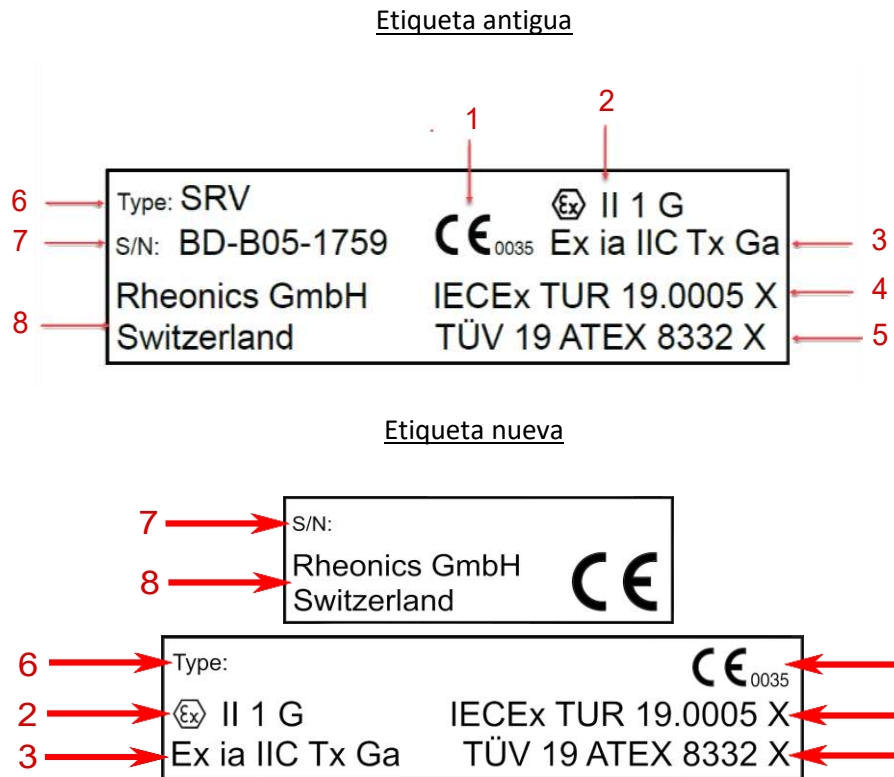 Etiqueta antigua
1
2
6
Type: SRV
II 1 G
7
S/N: BD-B05-1759
CE 0035
Ex ia IIC Tx Ga
3
8
Rheonics GmbH
IECEx TUR 19.0005 X
4
Switzerland
TÜV 19 ATEX 8332 X
5
Etiqueta nueva
7
S/N:
8
Rheonics GmbH
Switzerland
CE
6
Type:
CE 0035
2
Ex II 1 G
IECEx TUR 19.0005 X
3
Ex ia IIC Tx Ga
TÜV 19 ATEX 8332 X